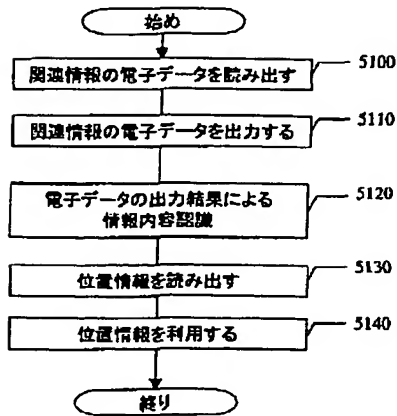 始め
関連情報の電子データを読み出す
5100
関連情報の電子データを出力する
5110
電子データの出力結果による
情報内容認識
5120
位置情報を読み出す
5130
位置情報を利用する
5140
終り